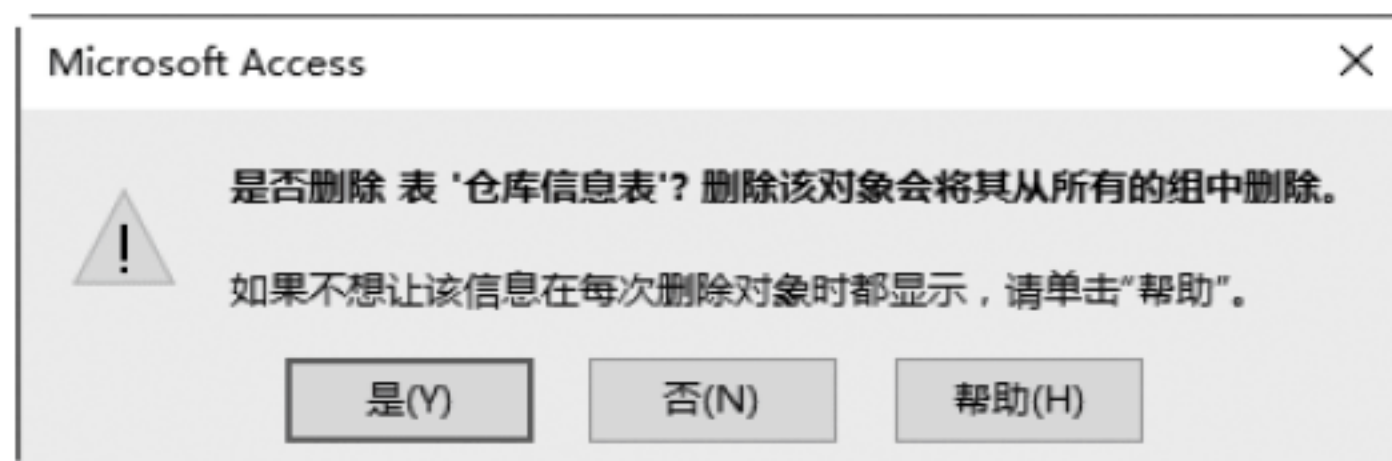 Microsoft Access
是否删除 表 '仓库信息表'? 删除该对象会将其从所有的组中删除。
如果不想让该信息在每次删除对象时都显示，请单击“帮助”。
是(Y) 否(N) 帮助(H)